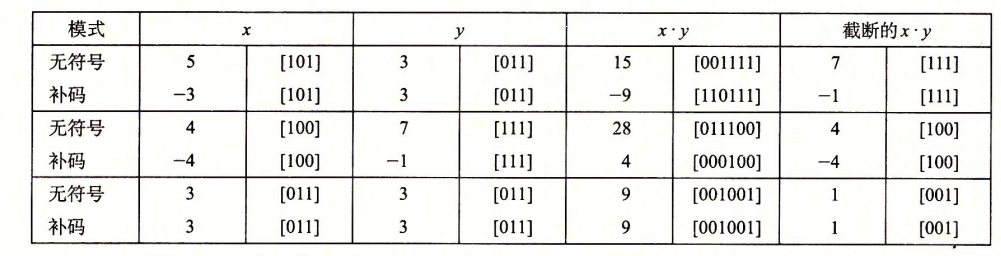 模式 x y x · y 截断的x · y
无符号 5 [101] 3 [011] 15 [001111] 7 [111]
补码 −3 [101] 3 [011] −9 [110111] −1 [111]
无符号 4 [100] 7 [111] 28 [011100] 4 [100]
补码 −4 [100] −1 [111] 4 [000100] −4 [100]
无符号 3 [011] 3 [011] 9 [001001] 1 [001]
补码 3 [011] 3 [011] 9 [001001] 1 [001]